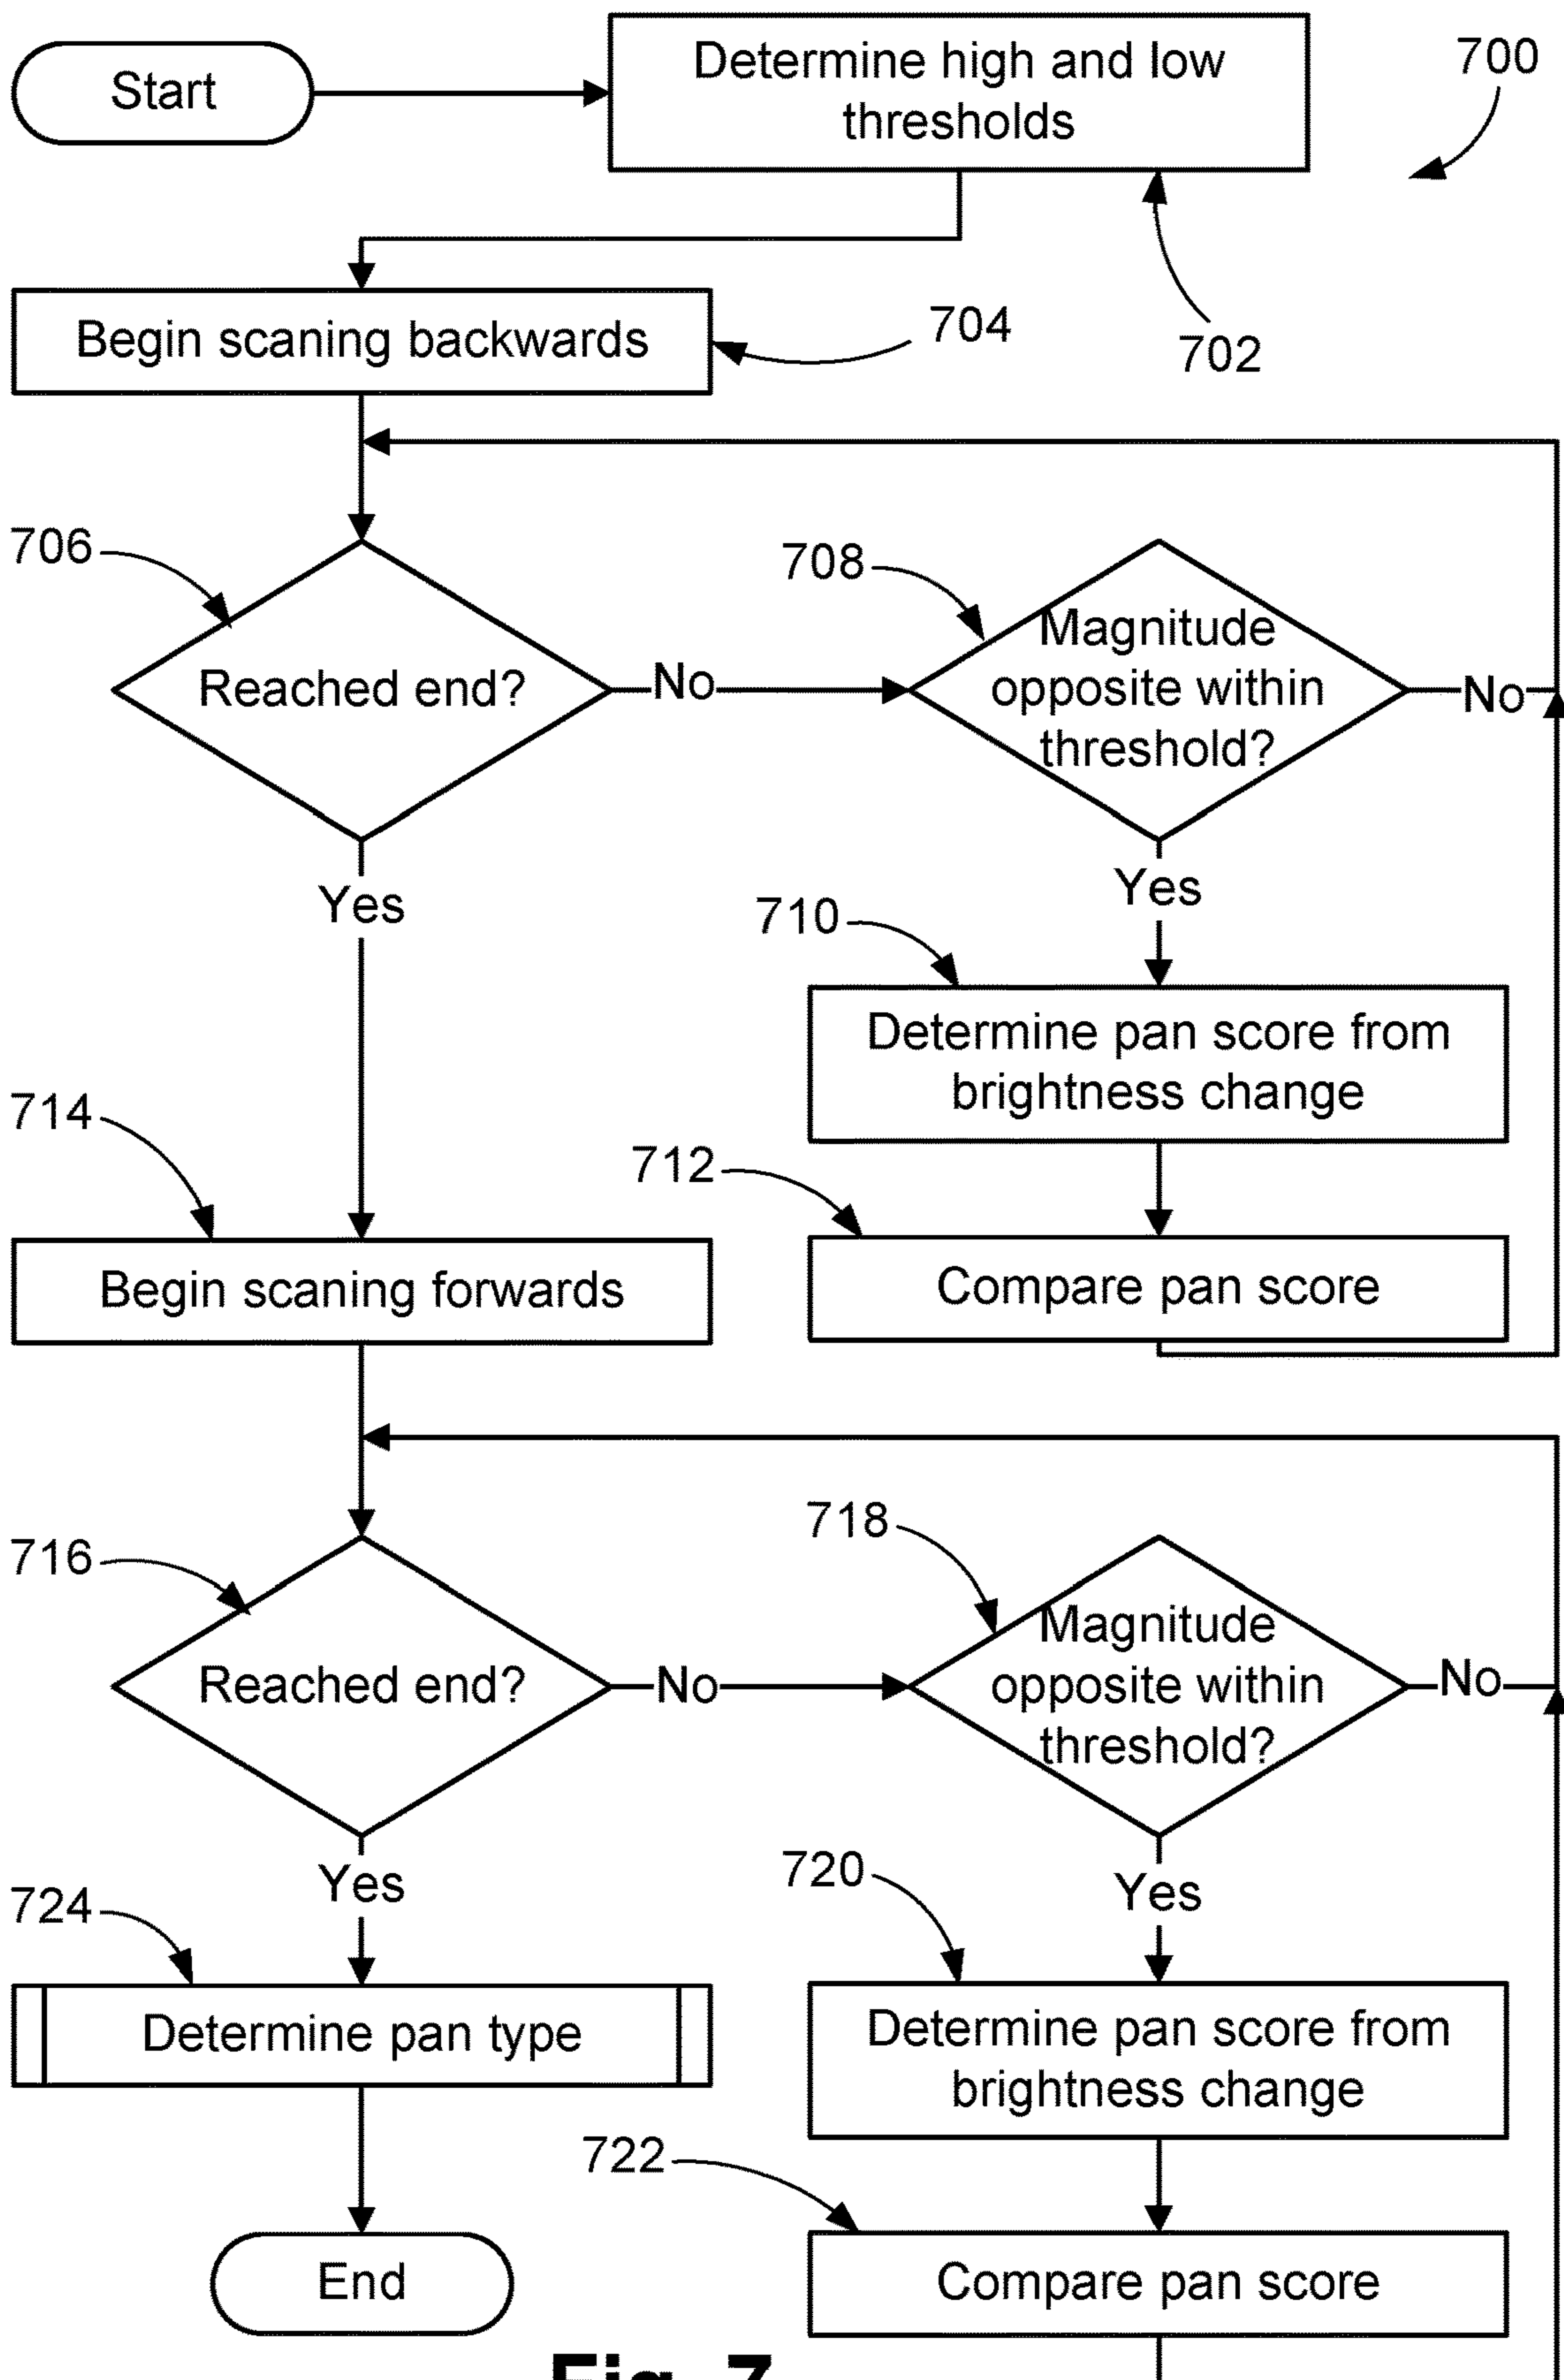 Start
Determine high and low
thresholds
700
Begin scaning backwards
704
702
706
708
Reached end?
No
Magnitude
opposite within
threshold?
No
Yes
Yes
710
Determine pan score from
brightness change
714
712
Begin scaning forwards
Compare pan score
716
718
Reached end?
No
Magnitude
opposite within
threshold?
No
Yes
Yes
724
720
Determine pan type
Determine pan score from
brightness change
722
End
Compare pan score
Fig. 7